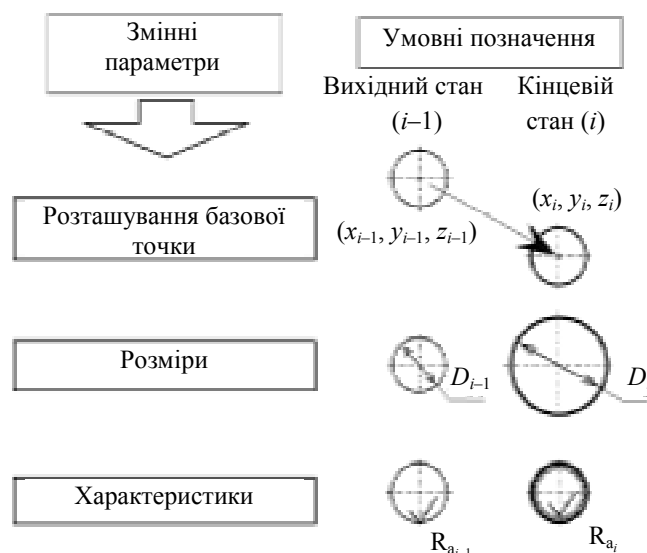 Змінні
параметри
Умовні позначення
Вихідний стан
(i–1)
Кінцевій
стан (i)
Розташування базової
точки
(xᵢ, yᵢ, zᵢ)
(xᵢ₋₁, yᵢ₋₁, zᵢ₋₁)
Розміри
Dᵢ₋₁
D
Характеристики
Rₐᵢ₋₁
Rₐᵢ